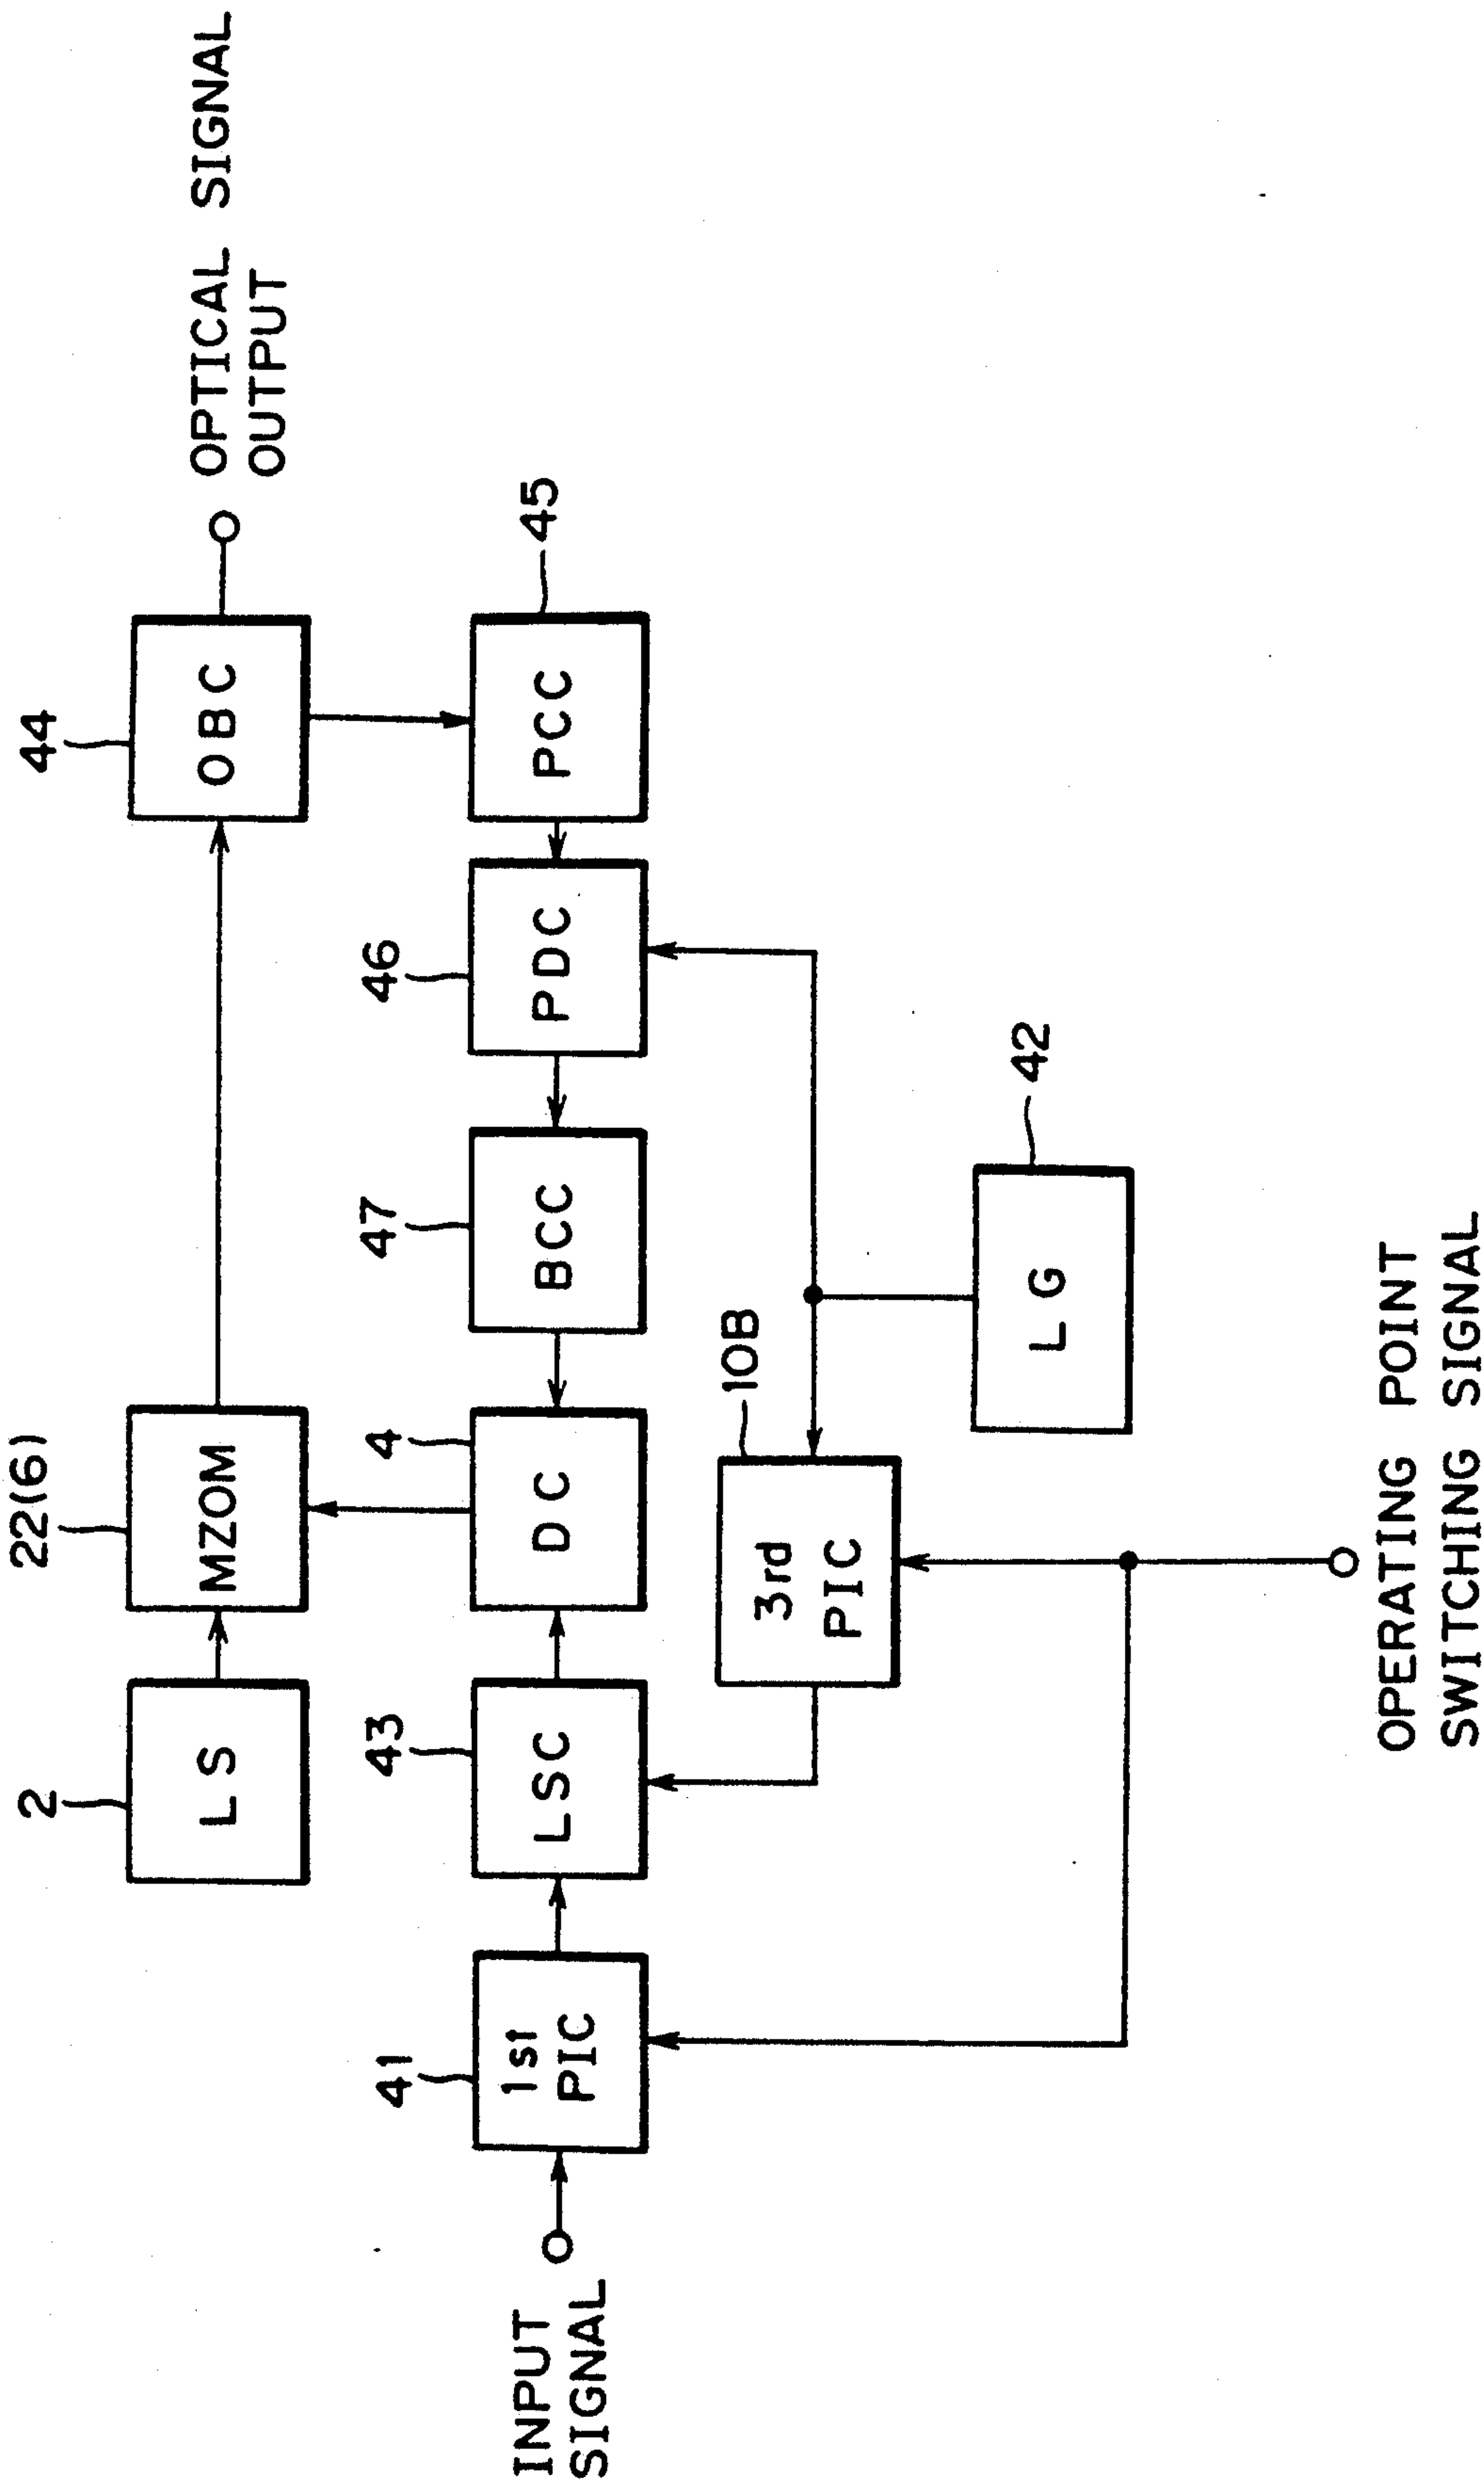 2
22(6)
44
LS
MZOM
OBC
OPTICAL SIGNAL
OUTPUT
41
43
4
47
46
45
INPUT
SIGNAL
1st
PIC
LSC
DC
BCC
PDC
PCC
10B
3rd
PIC
42
LG
OPERATING POINT
SWITCHING SIGNAL